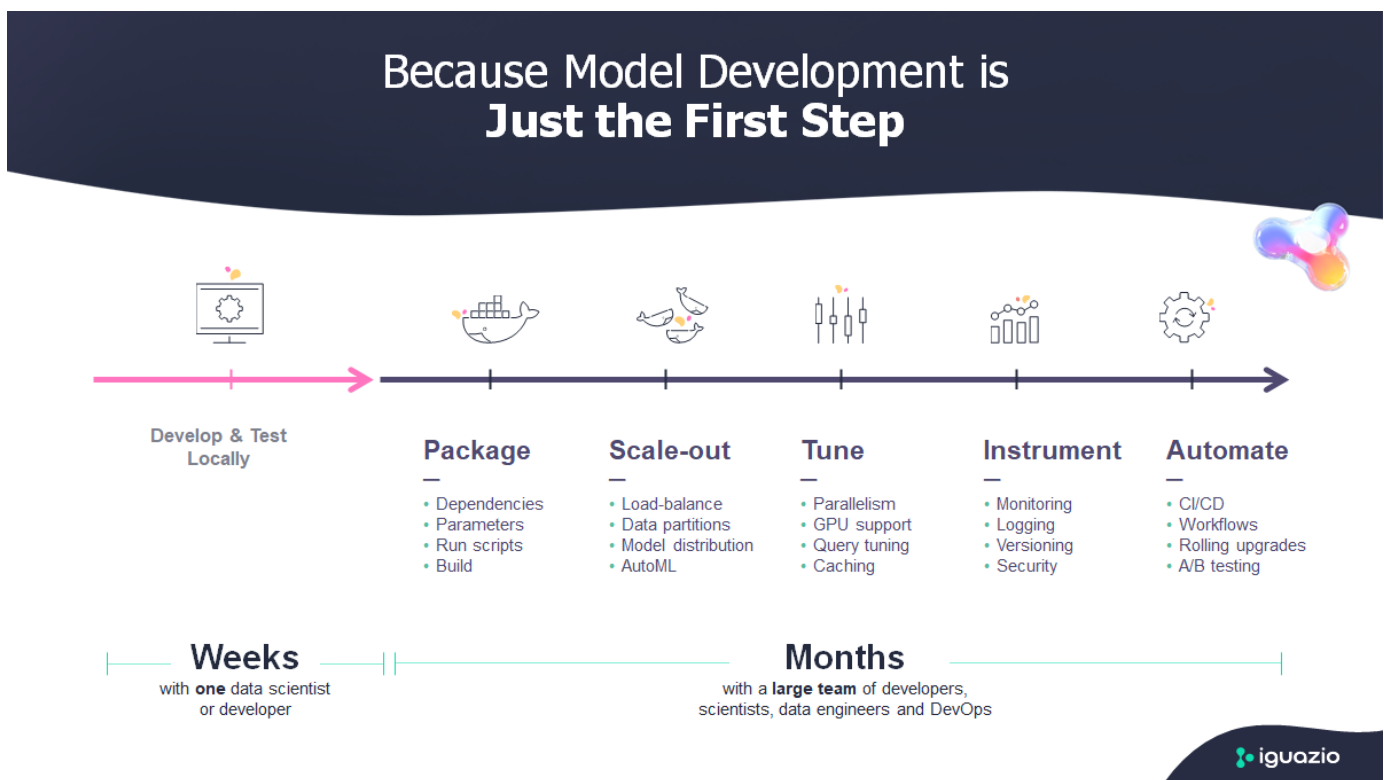 Because Model Development is
Just the First Step
Develop & Test
Locally
Package
• Dependencies
• Parameters
• Run scripts
• Build
Scale-out
• Load-balance
• Data partitions
• Model distribution
• AutoML
Tune
• Parallelism
• GPU support
• Query tuning
• Caching
Instrument
• Monitoring
• Logging
• Versioning
• Security
Automate
• CI/CD
• Workflows
• Rolling upgrades
• A/B testing
Weeks
with one data scientist
or developer
Months
with a large team of developers,
scientists, data engineers and DevOps
iguazio